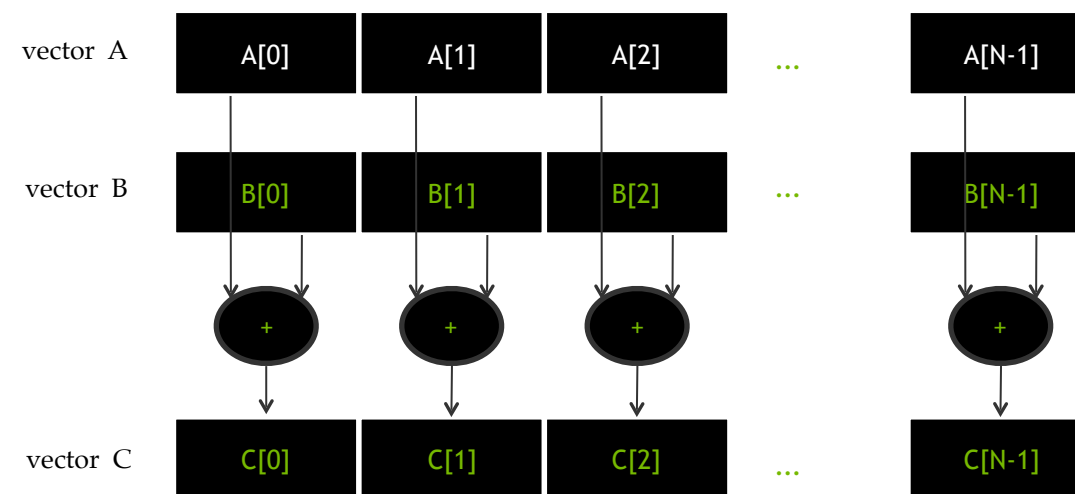 vector A A[0] A[1] A[2] ... A[N-1]
vector B B[0] B[1] B[2] ... B[N-1]
+ + + +
vector C C[0] C[1] C[2] ... C[N-1]